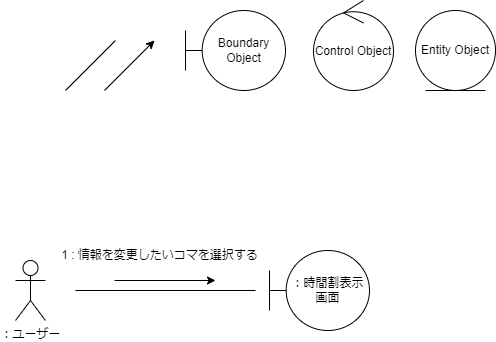 Boundary
Object
Control Object
Entity Object
1 : 情報を変更したいコマを選択する
: 時間割表示
画面
: ユーザー